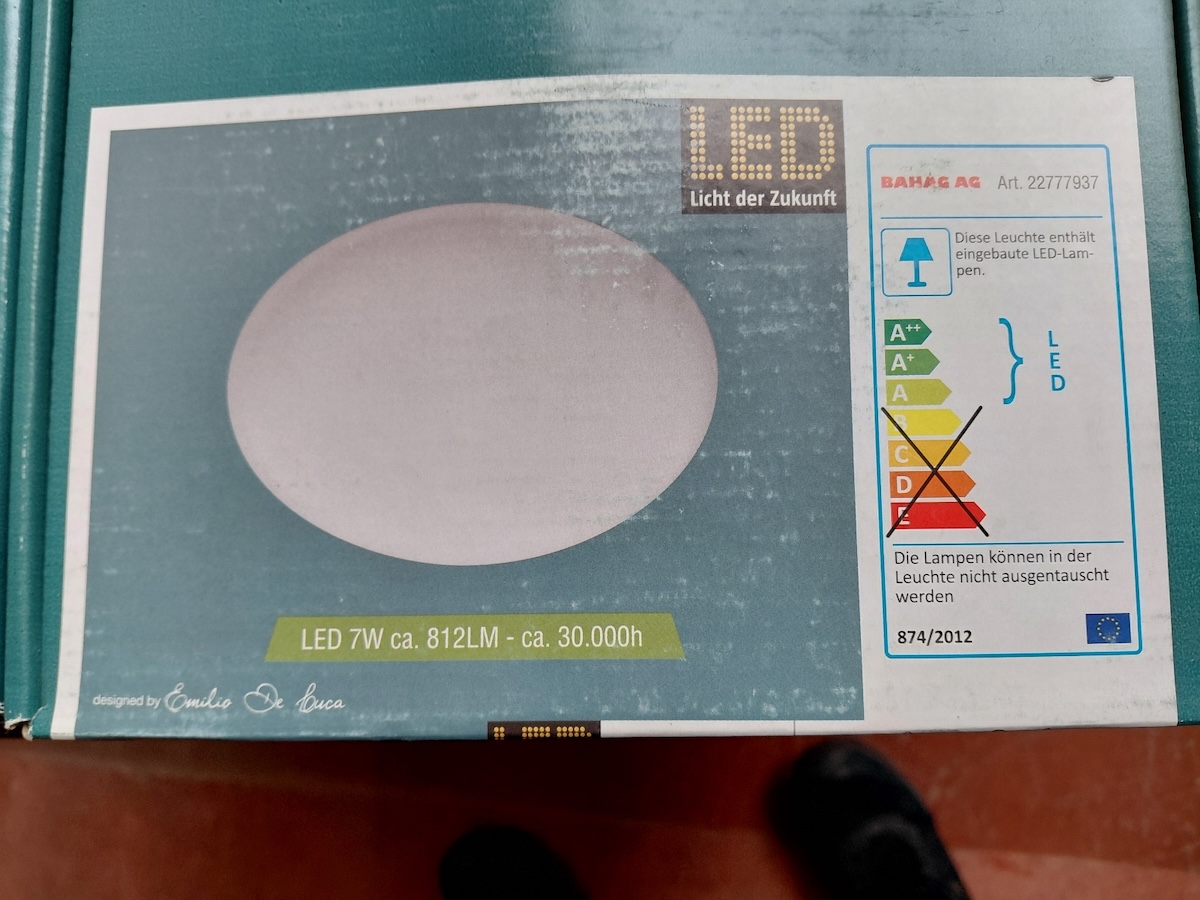 LED
Licht der Zukunft
BAHAG AG Art. 22777937
Diese Leuchte enthält
eingebaute LED-Lam-
pen.
A++
A+
A
B
C
D
E
L
E
D
Die Lampen können in der
Leuchte nicht ausgentauscht
werden
874/2012
LED 7W ca. 812LM - ca. 30.000h
designed by Emilio De Luca